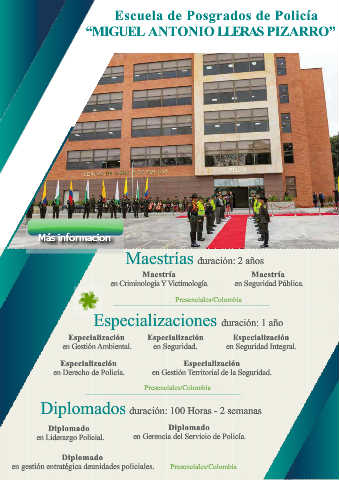 Escuela de Posgrados de Policía
“MIGUEL ANTONIO LLERAS PIZARRO”
Más informacion
Maestrías duración: 2 años
Maestría
en Criminología Y Victimología.
Maestría
en Seguridad Pública.
Presenciales/Colombia
Especializaciones duración: 1 año
Especialización
en Gestión Ambiental.
Especialización
en Seguridad.
Especialización
en Seguridad Integral.
Especialización
en Derecho de Policía.
Especialización
en Gestión Territorial de la Seguridad.
Presenciales/Colombia
Diplomados duración: 100 Horas - 2 semanas
Diplomado
en Liderazgo Policial.
Diplomado
en Gerencia del Servicio de Policía.
Diplomado
en gestión entratégica deunidades policiales.
Presenciales/Colombia